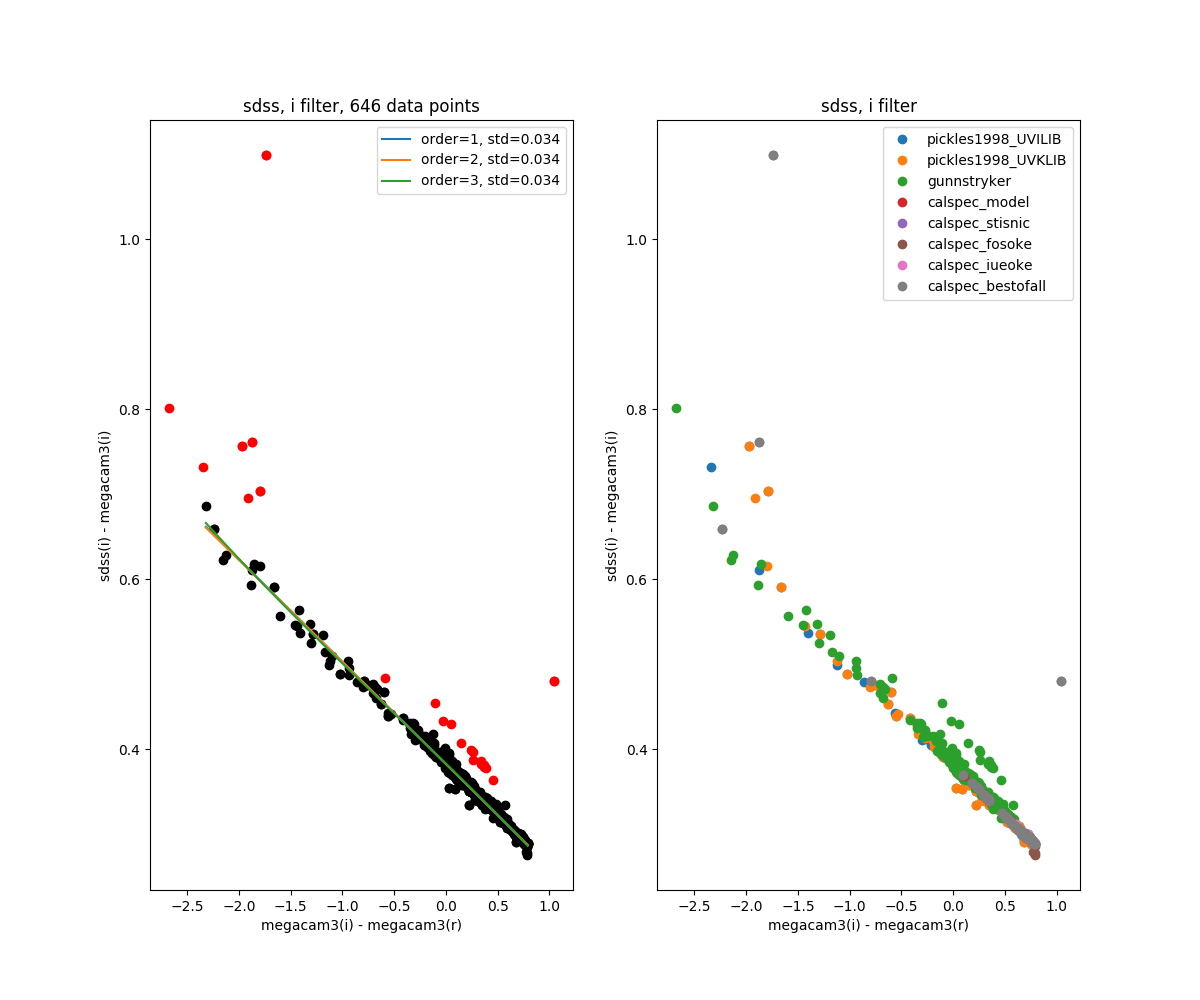 sdss, i filter, 646 data points
order=1, std=0.034
order=2, std=0.034
order=3, std=0.034
1.0
0.8
0.6
0.4
sdss(i) - megacam3(i)
−2.5 −2.0 −1.5 −1.0 −0.5 0.0 0.5 1.0
megacam3(i) - megacam3(r)
sdss, i filter
pickles1998_UVILIB
pickles1998_UVKLIB
gunnstryker
calspec_model
calspec_stisnic
calspec_fosoke
calspec_iueoke
calspec_bestofall
1.0
0.8
0.6
0.4
sdss(i) - megacam3(i)
−2.5 −2.0 −1.5 −1.0 −0.5 0.0 0.5 1.0
megacam3(i) - megacam3(r)